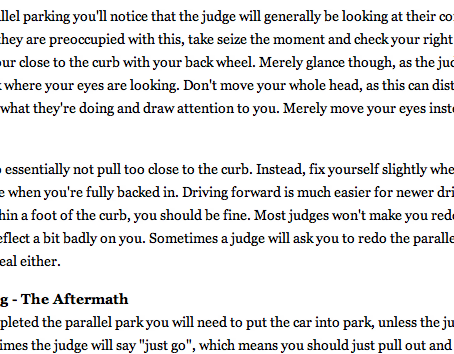 llel parking you'll notice that the judge will generally be looking at their co
they are preoccupied with this, take seize the moment and check your right
our close to the curb with your back wheel. Merely glance though, as the jud
where your eyes are looking. Don't move your whole head, as this can dist
what they're doing and draw attention to you. Merely move your eyes inste
essentially not pull too close to the curb. Instead, fix yourself slightly whe
e when you're fully backed in. Driving forward is much easier for newer dri
hin a foot of the curb, you should be fine. Most judges won't make you redo
eflect a bit badly on you. Sometimes a judge will ask you to redo the paralle
eal either.
g - The Aftermath
pleted the parallel park you will need to put the car into park, unless the ju
imes the judge will say "just go", which means you should just pull out and